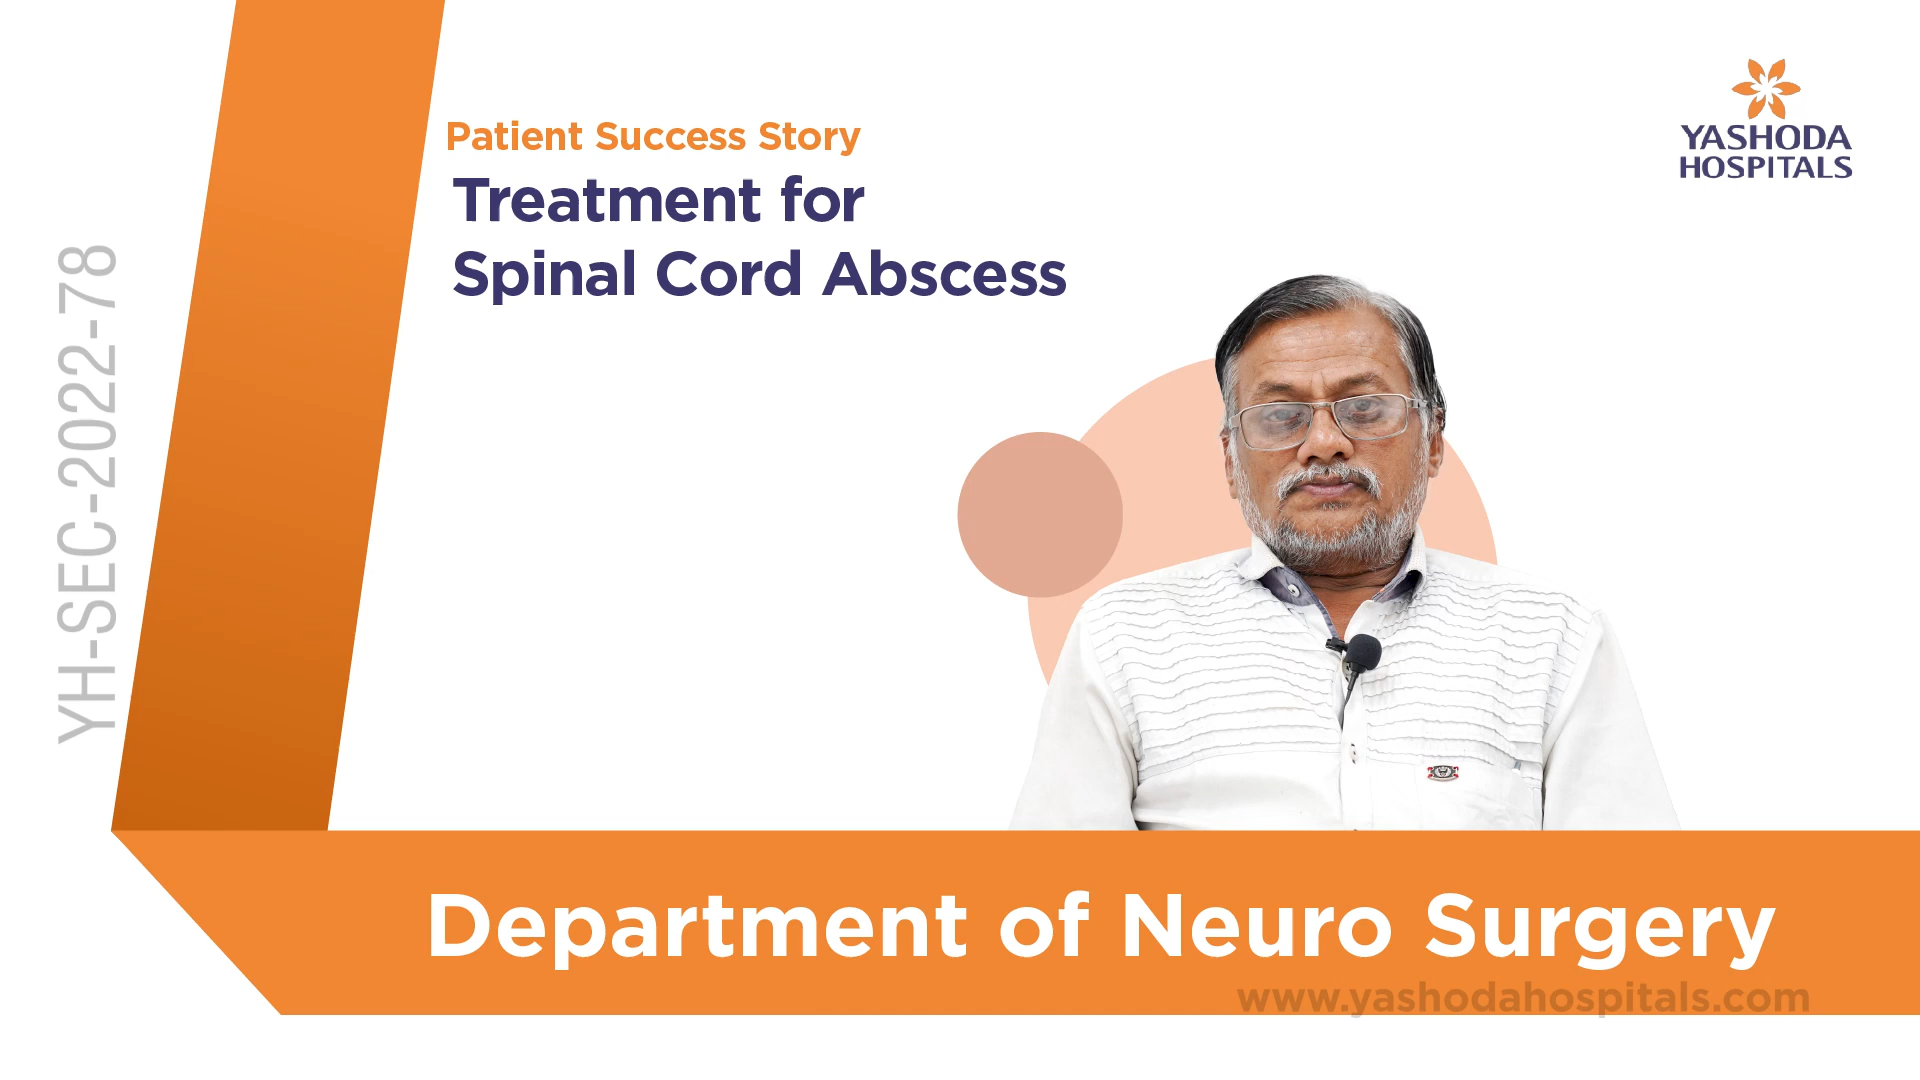 Patient Success Story
Treatment for
Spinal Cord Abscess
YASHODA
HOSPITALS
YH-SEC-2022-78
Department of Neuro Surgery
www.yashodahospitals.com